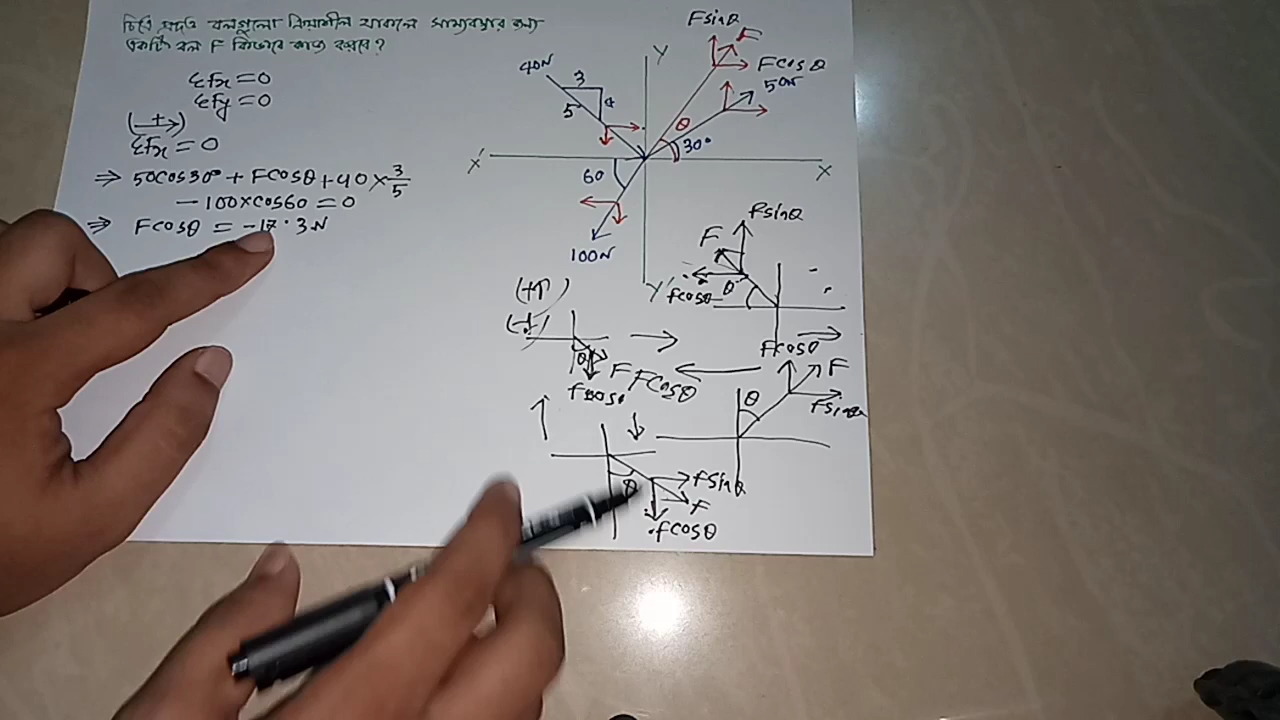 চিত্রে প্রদত্ত বলগুলো ক্রিয়াশীল থাকলে সাম্যাবস্থার জন্য
একটি বল F কিভাবে কাজ করবে?
Σfx = 0
Σfy = 0
(+→)
Σfx = 0
⇒ 50cos30° + Fcosθ + 40 × 3/5
− 100×cos60 = 0
⇒ Fcosθ = −17.3N
Fsinθ
F
Fcosθ
50N
40N
3
5
4
Y
θ
30°
X'
X
60
100N
Y'
Fsinθ
F
fcosθ
θ
(+↑)
(+↓)
θ
F
fcosθ
Fcosθ
Fcosθ
F
θ
Fsinθ
θ
fsinθ
F
fcosθ